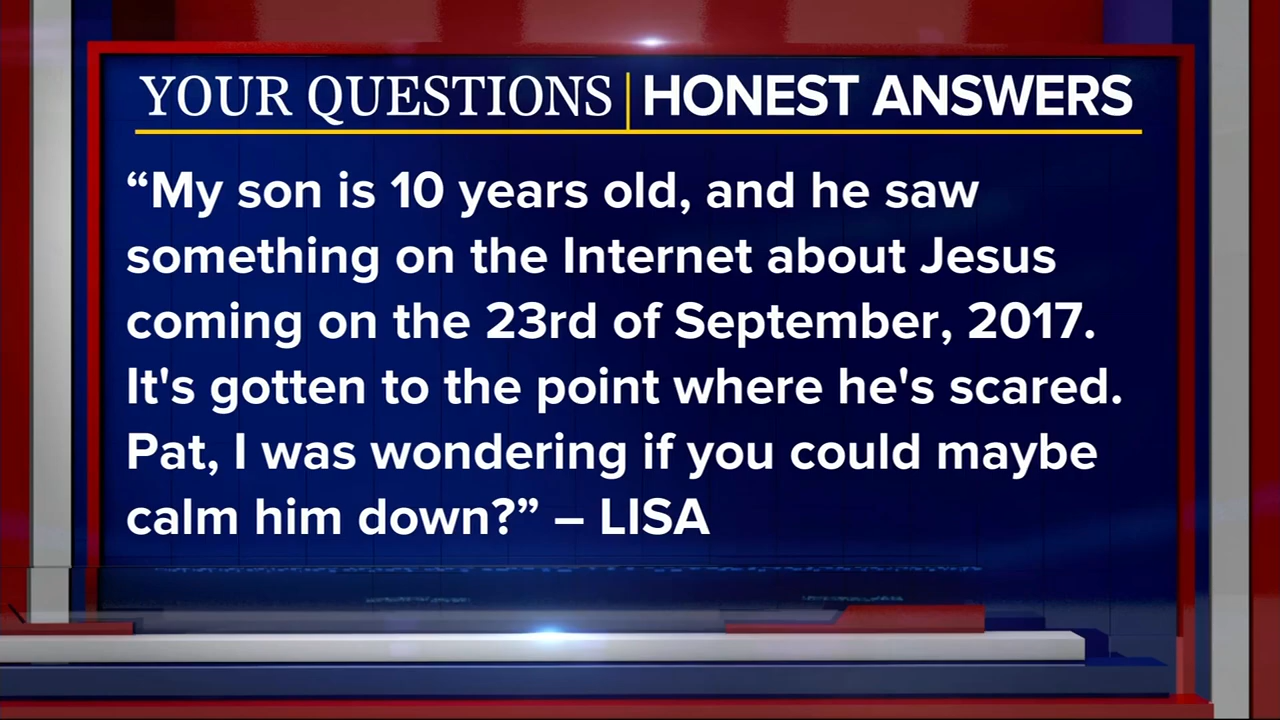 YOUR QUESTIONS | HONEST ANSWERS
“My son is 10 years old, and he saw
something on the Internet about Jesus
coming on the 23rd of September, 2017.
It's gotten to the point where he's scared.
Pat, I was wondering if you could maybe
calm him down?” – LISA